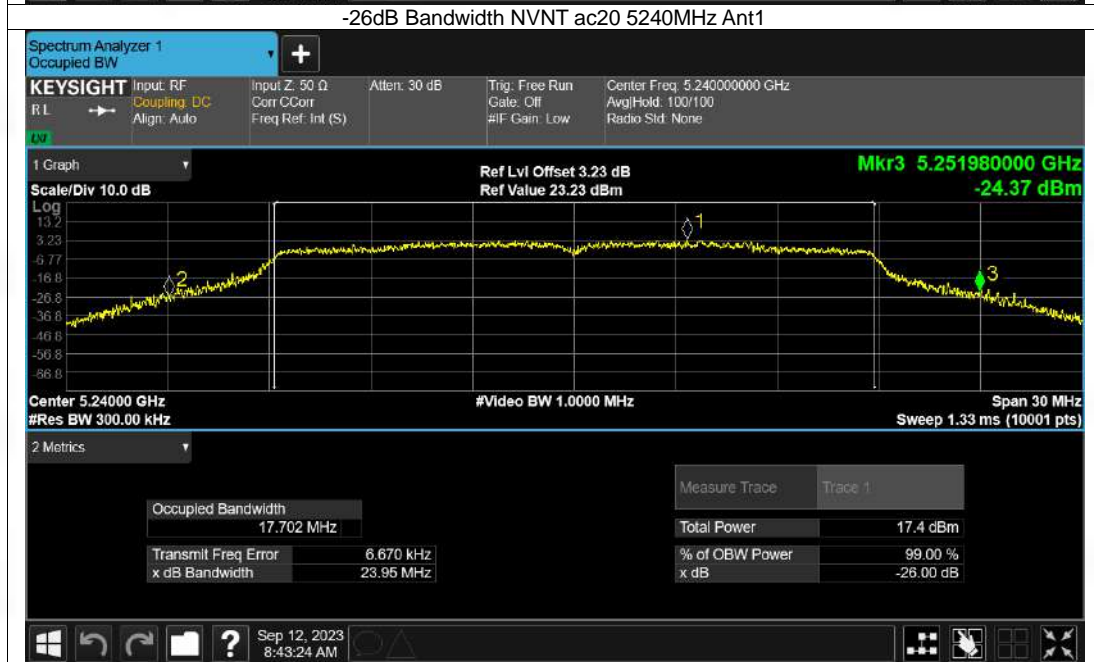 -26dB Bandwidth NVNT ac20 5240MHz Ant1
Spectrum Analyzer 1
Occupied BW
+
KEYSIGHT Input: RF Input Z: 50 Ω Atten: 30 dB Trig: Free Run Center Freq: 5.240000000 GHz
RL Coupling: DC Corr CCorr Gate: Off Avg|Hold: 100/100
Align: Auto Freq Ref: Int (S) #IF Gain: Low Radio Std: None
LXI
1 Graph Ref Lvl Offset 3.23 dB Mkr3 5.251980000 GHz
Scale/Div 10.0 dB Ref Value 23.23 dBm -24.37 dBm
Log
13.2
3.23
-6.77
-16.8
-26.8
-36.8
-46.8
-56.8
-66.8
1
2
3
Center 5.24000 GHz #Video BW 1.0000 MHz Span 30 MHz
#Res BW 300.00 kHz Sweep 1.33 ms (10001 pts)
2 Metrics
Measure Trace Trace 1
Occupied Bandwidth
17.702 MHz Total Power 17.4 dBm
Transmit Freq Error 6.670 kHz % of OBW Power 99.00 %
x dB Bandwidth 23.95 MHz x dB -26.00 dB
? Sep 12, 2023
8:43:24 AM